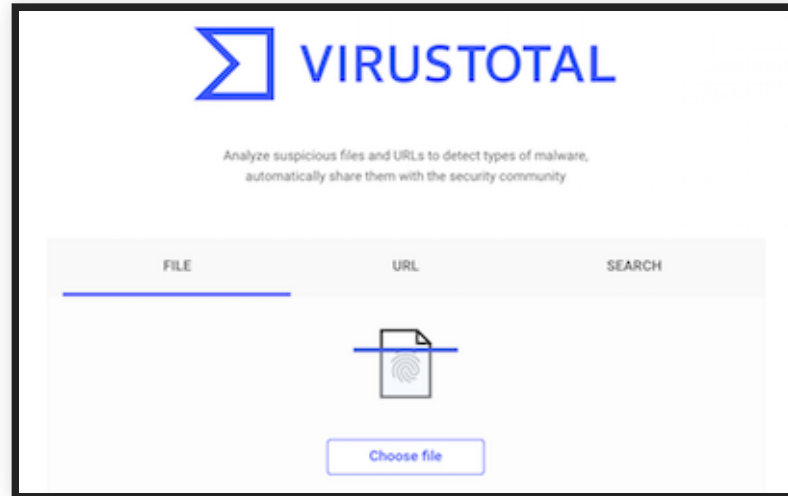 VIRUSTOTAL
Analyze suspicious files and URLs to detect types of malware,
automatically share them with the security community
FILE URL SEARCH
Choose file